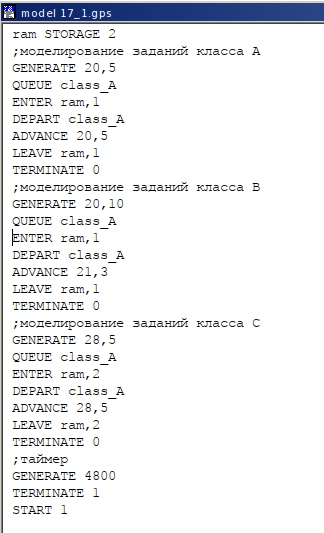 model 17_1.gps
ram STORAGE 2
;моделирование заданий класса A
GENERATE 20,5
QUEUE class_A
ENTER ram,1
DEPART class_A
ADVANCE 20,5
LEAVE ram,1
TERMINATE 0
;моделирование заданий класса B
GENERATE 20,10
QUEUE class_A
ENTER ram,1
DEPART class_A
ADVANCE 21,3
LEAVE ram,1
TERMINATE 0
;моделирование заданий класса C
GENERATE 28,5
QUEUE class_A
ENTER ram,2
DEPART class_A
ADVANCE 28,5
LEAVE ram,2
TERMINATE 0
;таймер
GENERATE 4800
TERMINATE 1
START 1